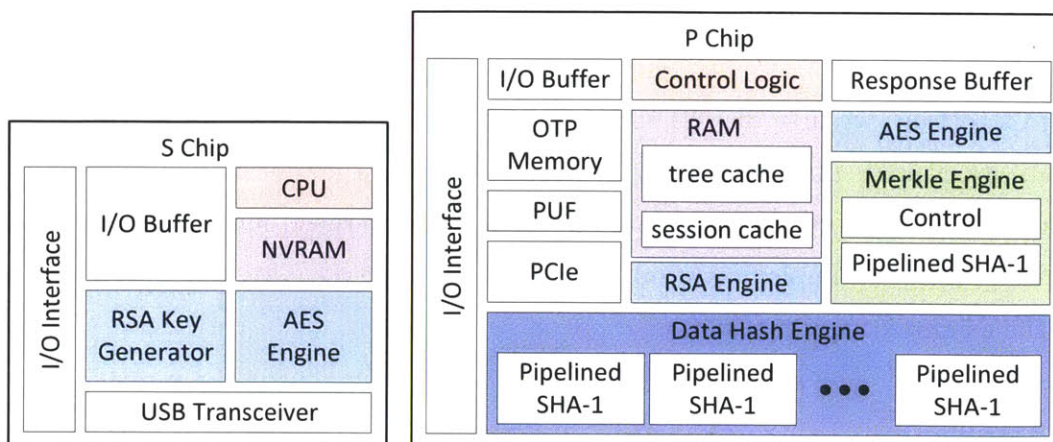 S Chip
I/O Interface
I/O Buffer
CPU
NVRAM
RSA Key
Generator
AES
Engine
USB Transceiver
P Chip
I/O Interface
I/O Buffer
Control Logic
Response Buffer
OTP
Memory
RAM
tree cache
session cache
AES Engine
Merkle Engine
Control
Pipelined SHA-1
PUF
PCIe
RSA Engine
Data Hash Engine
Pipelined
SHA-1
Pipelined
SHA-1
•••
Pipelined
SHA-1